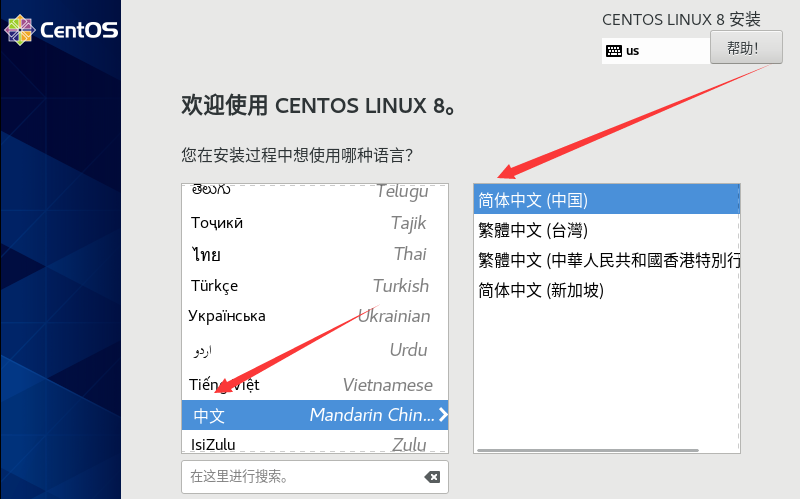 CentOS
CENTOS LINUX 8 安装
us
帮助!
欢迎使用 CENTOS LINUX 8。
您在安装过程中想使用哪种语言?
తెలుగు Telugu
Тоҷикӣ Tajik
ไทย Thai
Türkçe Turkish
Українська Ukrainian
اردو Urdu
Tiếng Việt Vietnamese
中文 Mandarin Chin...
IsiZulu Zulu
在这里进行搜索。
简体中文 (中国)
繁體中文 (台灣)
繁體中文 (中華人民共和國香港特別行
简体中文 (新加坡)